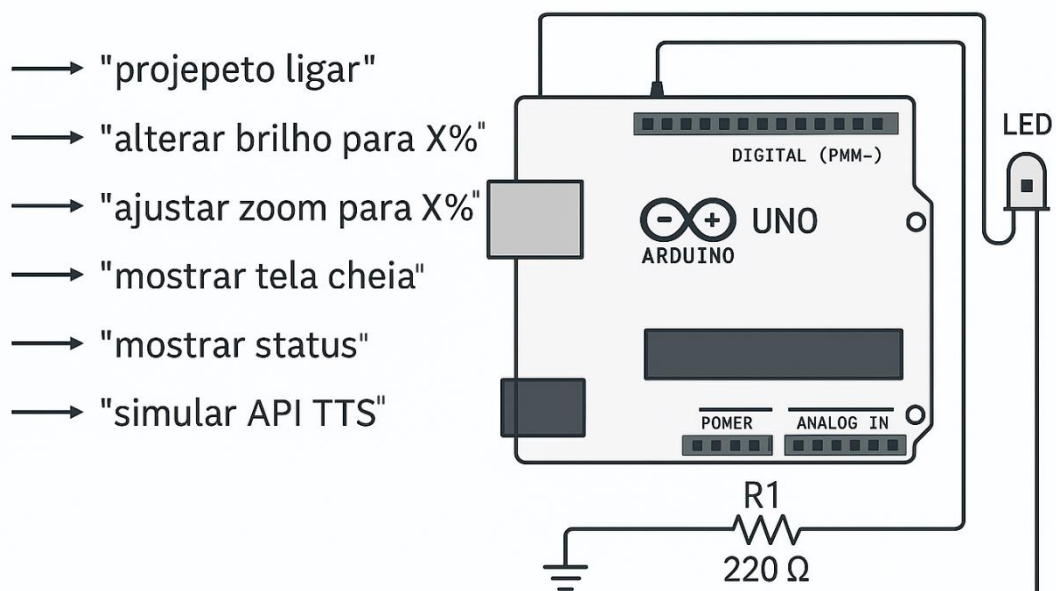 "projepeto ligar"
"alterar brilho para X%"
"ajustar zoom para X%"
"mostrar tela cheia"
"mostrar status"
"simular API TTS"
LED
DIGITAL (PMM-)
UNO
ARDUINO
POMER
ANALOG IN
R1
220 Ω